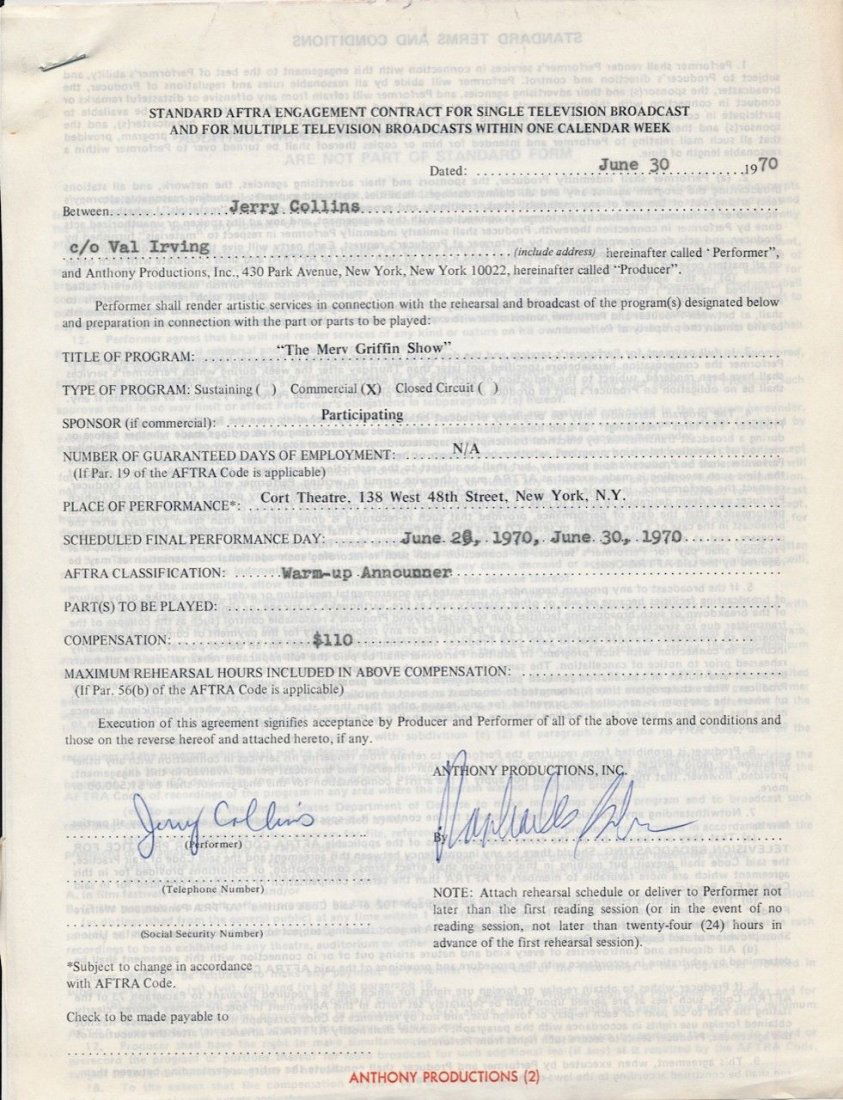 STANDARD AFTRA ENGAGEMENT CONTRACT FOR SINGLE TELEVISION BROADCAST
AND FOR MULTIPLE TELEVISION BROADCASTS WITHIN ONE CALENDAR WEEK
Dated: June 30 1970
Between Jerry Collins
c/o Val Irving (include address) hereinafter called "Performer",
and Anthony Productions, Inc., 430 Park Avenue, New York, New York 10022, hereinafter called "Producer".
Performer shall render artistic services in connection with the rehearsal and broadcast of the program(s) designated below
and preparation in connection with the part or parts to be played:
TITLE OF PROGRAM: "The Merv Griffin Show"
TYPE OF PROGRAM: Sustaining ( ) Commercial (X) Closed Circuit ( )
SPONSOR (if commercial): Participating
NUMBER OF GUARANTEED DAYS OF EMPLOYMENT: N/A
(If Par. 19 of the AFTRA Code is applicable)
PLACE OF PERFORMANCE*: Cort Theatre, 138 West 48th Street, New York, N.Y.
SCHEDULED FINAL PERFORMANCE DAY: June 1970, June 30, 1970
AFTRA CLASSIFICATION: Warm-up Announner
PART(S) TO BE PLAYED:
COMPENSATION: $110
MAXIMUM REHEARSAL HOURS INCLUDED IN ABOVE COMPENSATION:
(If Par. 56(b) of the AFTRA Code is applicable)
Execution of this agreement signifies acceptance by Producer and Performer of all of the above terms and conditions and
those on the reverse hereof and attached hereto, if any.
ANTHONY PRODUCTIONS, INC.
Jerry Collins
(Performer)
By
(Telephone Number)
(Social Security Number)
NOTE: Attach rehearsal schedule or deliver to Performer not
later than the first reading session (or in the event of no
reading session, not later than twenty-four (24) hours in
advance of the first rehearsal session).
*Subject to change in accordance
with AFTRA Code.
Check to be made payable to
ANTHONY PRODUCTIONS (2)